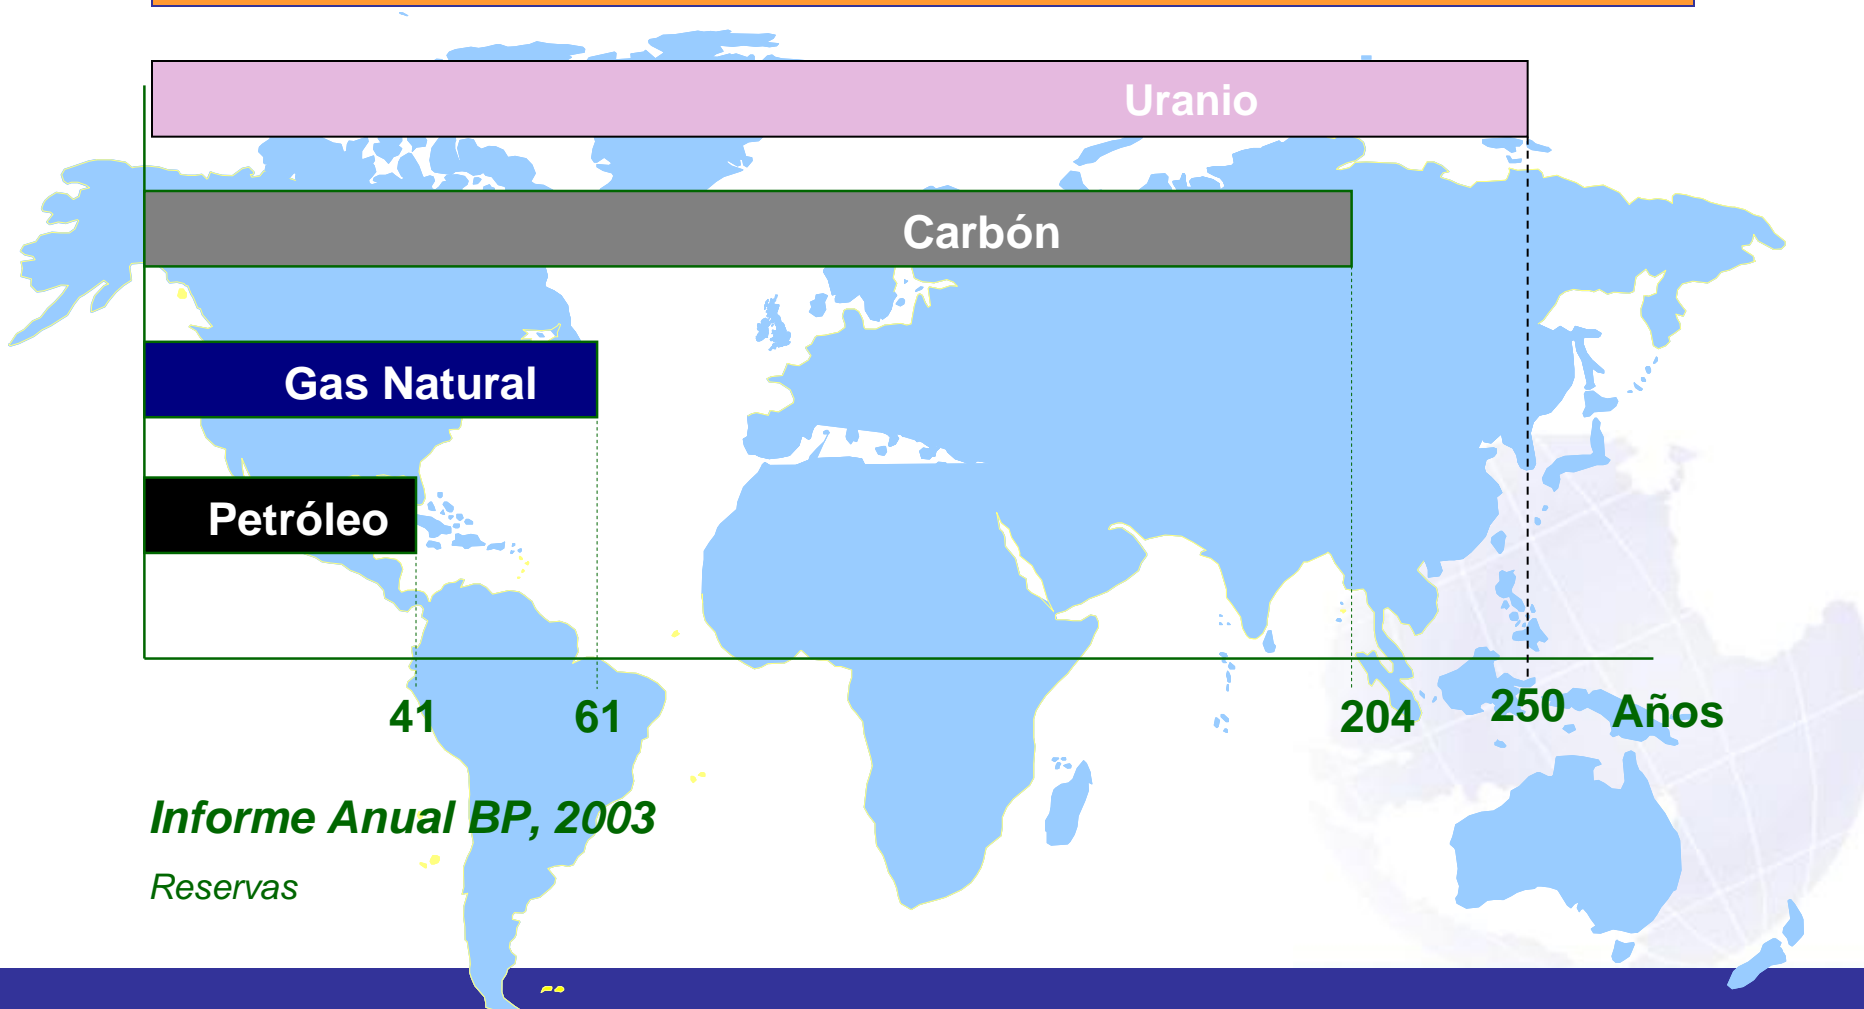 Uranio
Carbón
Gas Natural
Petróleo
41 61 204 250 Años
Informe Anual BP, 2003
Reservas